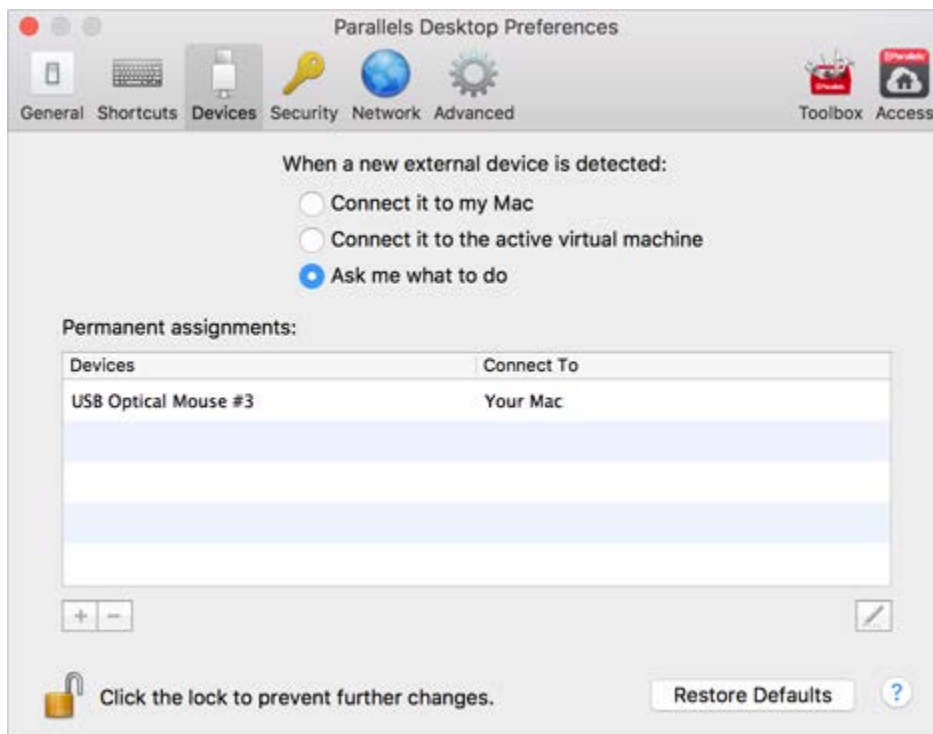 Parallels Desktop Preferences
General Shortcuts Devices Security Network Advanced Toolbox Access
When a new external device is detected:
Connect it to my Mac
Connect it to the active virtual machine
Ask me what to do
Permanent assignments:
Devices Connect To
USB Optical Mouse #3 Your Mac
+ −
Click the lock to prevent further changes. Restore Defaults ?